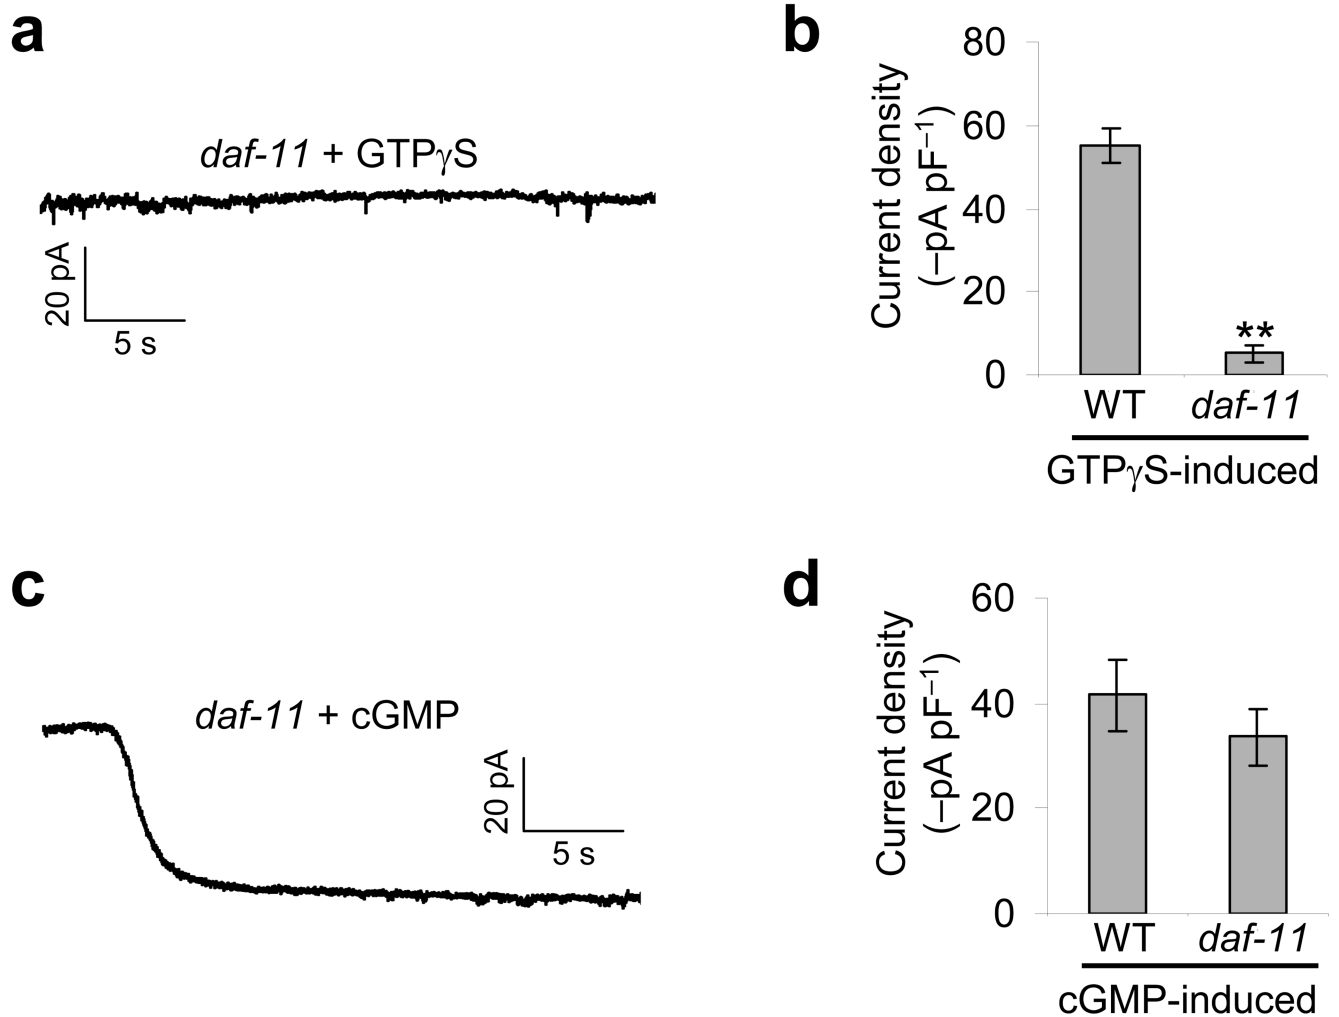 a
daf-11 + GTPγS
20 pA
5 s
b
Current density
(–pA pF⁻¹)
80
60
40
20
0
**
WT
daf-11
GTPγS-induced
c
daf-11 + cGMP
20 pA
5 s
d
Current density
(–pA pF⁻¹)
60
40
20
0
WT
daf-11
cGMP-induced